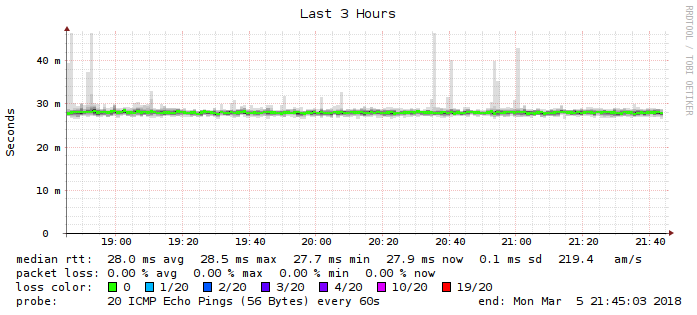 Last 3 Hours
RRDTOOL / TOBI OETIKER
Seconds
40 m
30 m
20 m
10 m
0
19:00 19:20 19:40 20:00 20:20 20:40 21:00 21:20 21:40
median rtt: 28.0 ms avg 28.5 ms max 27.7 ms min 27.9 ms now 0.1 ms sd 219.4 am/s
packet loss: 0.00 % avg 0.00 % max 0.00 % min 0.00 % now
loss color: 0 1/20 2/20 3/20 4/20 10/20 19/20
probe: 20 ICMP Echo Pings (56 Bytes) every 60s end: Mon Mar 5 21:45:03 2018